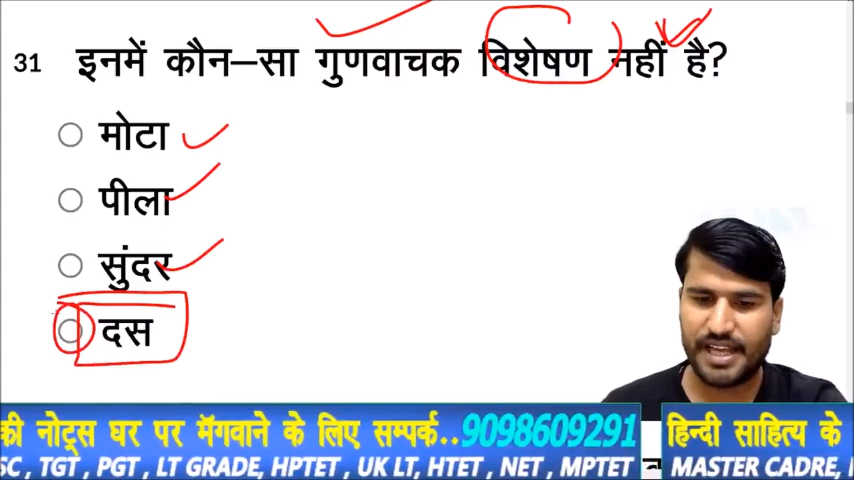 31 इनमें कौन–सा गुणवाचक विशेषण नहीं है?
मोटा
पीला
सुंदर
दस
की नोट्स घर पर मॅगवाने के लिए सम्पर्क..9098609291
हिन्दी साहित्य के
SC, TGT , PGT , LT GRADE, HPTET , UK LT, HTET , NET , MPTET
MASTER CADRE,